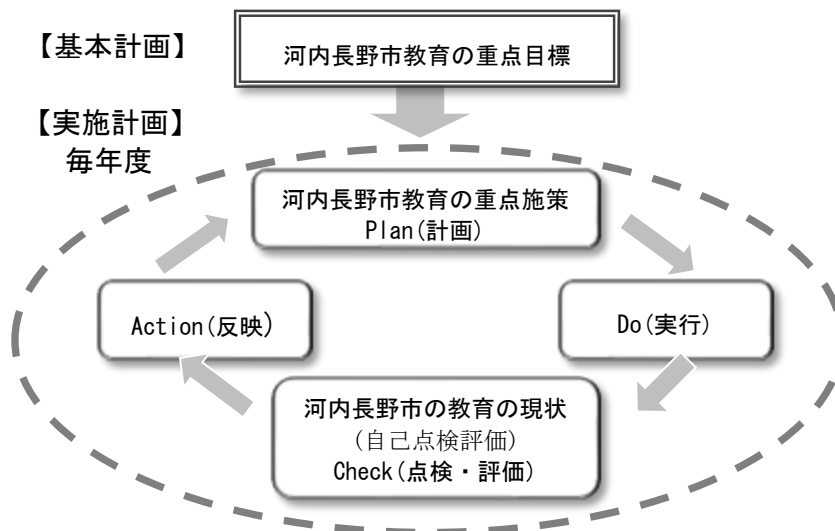 【基本計画】
河内長野市教育の重点目標
【実施計画】
毎年度
河内長野市教育の重点施策
Plan(計画)
Action(反映)
Do(実行)
河内長野市の教育の現状
(自己点検評価)
Check(点検・評価)